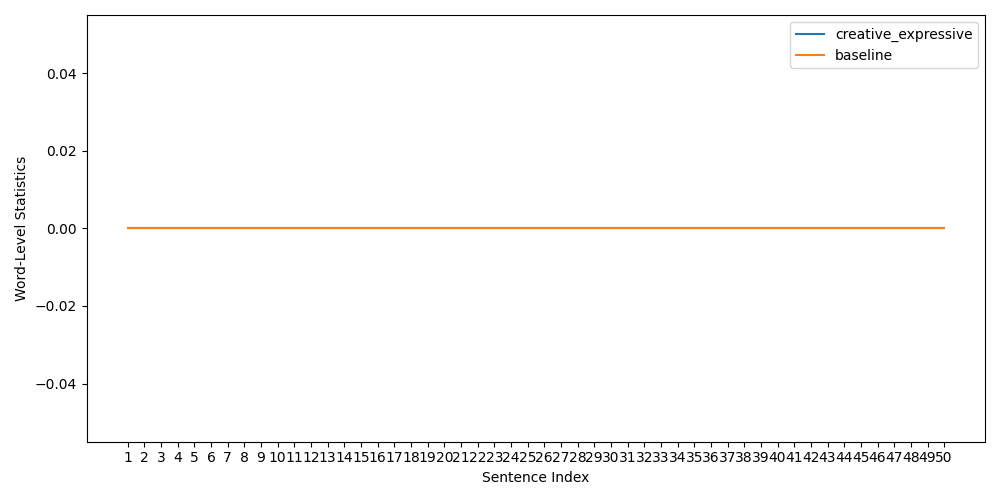 creative_expressive
baseline
0.04
0.02
0.00
−0.02
−0.04
Word-Level Statistics
1 2 3 4 5 6 7 8 9 10 11 12 13 14 15 16 17 18 19 20 21 22 23 24 25 26 27 28 29 30 31 32 33 34 35 36 37 38 39 40 41 42 43 44 45 46 47 48 49 50
Sentence Index